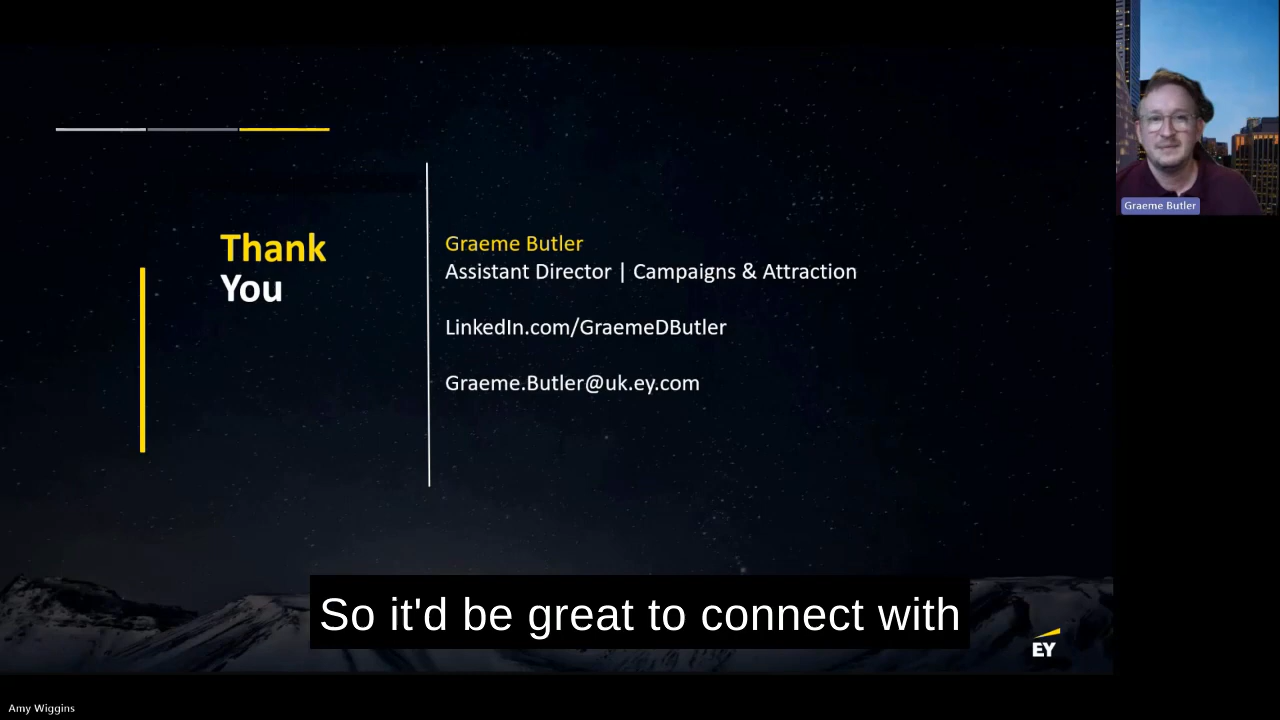 Graeme Butler
Thank
You
Graeme Butler
Assistant Director | Campaigns & Attraction
LinkedIn.com/GraemeDButler
Graeme.Butler@uk.ey.com
So it'd be great to connect with
EY
Amy Wiggins